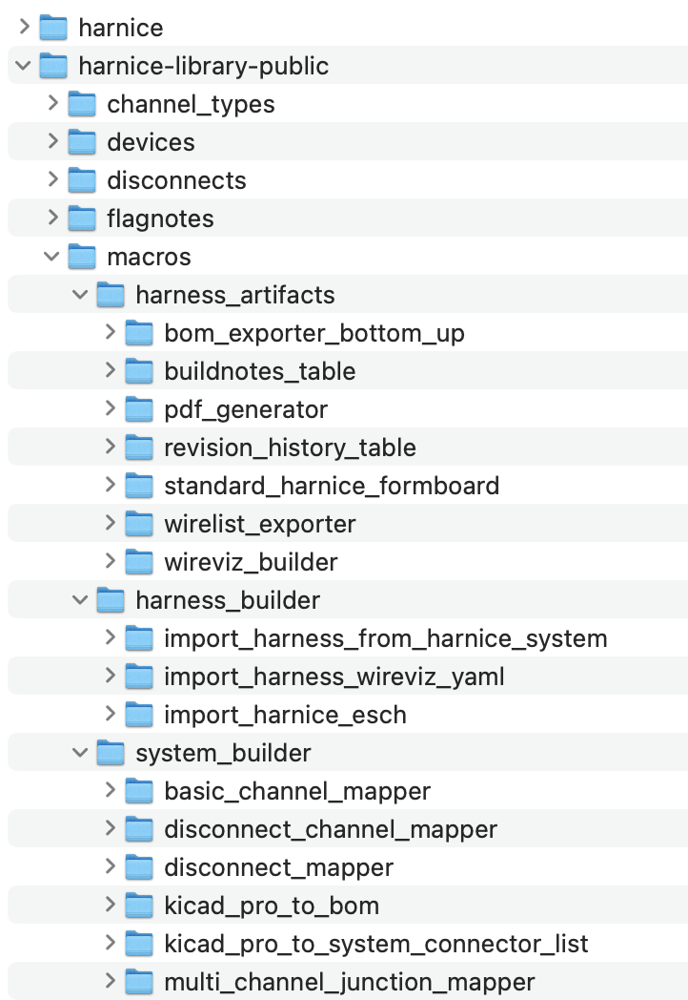 harnice
harnice-library-public
channel_types
devices
disconnects
flagnotes
macros
harness_artifacts
bom_exporter_bottom_up
buildnotes_table
pdf_generator
revision_history_table
standard_harnice_formboard
wirelist_exporter
wireviz_builder
harness_builder
import_harness_from_harnice_system
import_harness_wireviz_yaml
import_harnice_esch
system_builder
basic_channel_mapper
disconnect_channel_mapper
disconnect_mapper
kicad_pro_to_bom
kicad_pro_to_system_connector_list
multi_channel_junction_mapper